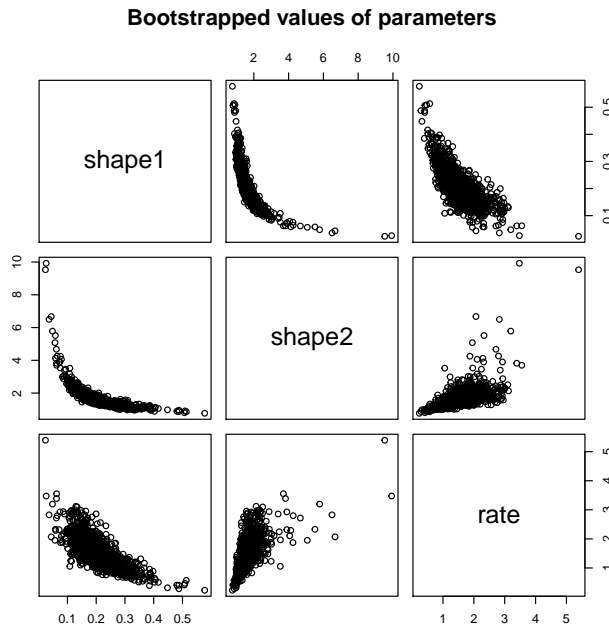 Bootstrapped values of parameters
2 4 6 8 10
shape1
0.1 0.3 0.5
2 4 6 8 10
shape2
rate
1 2 3 4 5
0.1 0.2 0.3 0.4 0.5
1 2 3 4 5